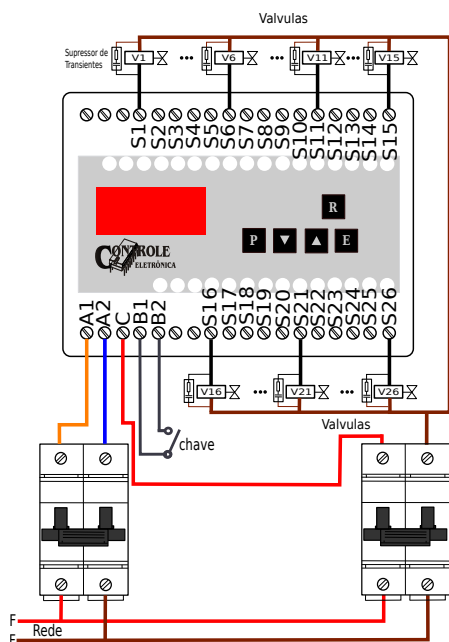 Valvulas
Supressor de
Transientes
V1
V6
V11
V15
S1
S2
S3
S4
S5
S6
S7
S8
S9
S10
S11
S12
S13
S14
S15
R
P
E
CONTROLE
ELETRÔNICA
A1
A2
C
B1
B2
S16
S17
S18
S19
S20
S21
S22
S23
S24
S25
S26
V16
V21
V26
Valvulas
chave
F
Rede
F